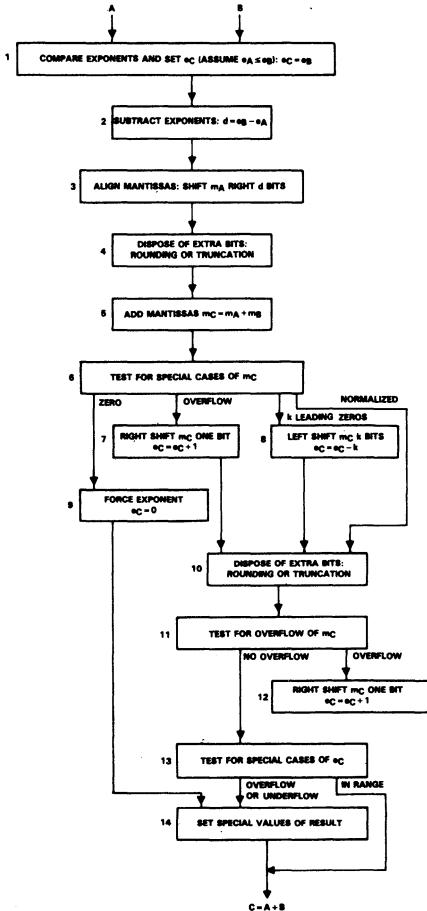 A B
1 COMPARE EXPONENTS AND SET eC (ASSUME eA ≤ eB): eC = eB
2 SUBTRACT EXPONENTS: d = eB − eA
3 ALIGN MANTISSAS: SHIFT mA RIGHT d BITS
4 DISPOSE OF EXTRA BITS:
ROUNDING OR TRUNCATION
5 ADD MANTISSAS mC = mA + mB
6 TEST FOR SPECIAL CASES OF mC
ZERO OVERFLOW k LEADING ZEROS NORMALIZED
7 RIGHT SHIFT mC ONE BIT
eC = eC + 1
8 LEFT SHIFT mC k BITS
eC = eC − k
9 FORCE EXPONENT
eC = 0
10 DISPOSE OF EXTRA BITS:
ROUNDING OR TRUNCATION
11 TEST FOR OVERFLOW OF mC
NO OVERFLOW OVERFLOW
12 RIGHT SHIFT mC ONE BIT
eC = eC + 1
13 TEST FOR SPECIAL CASES OF eC
OVERFLOW
OR UNDERFLOW
IN RANGE
14 SET SPECIAL VALUES OF RESULT
C = A + B